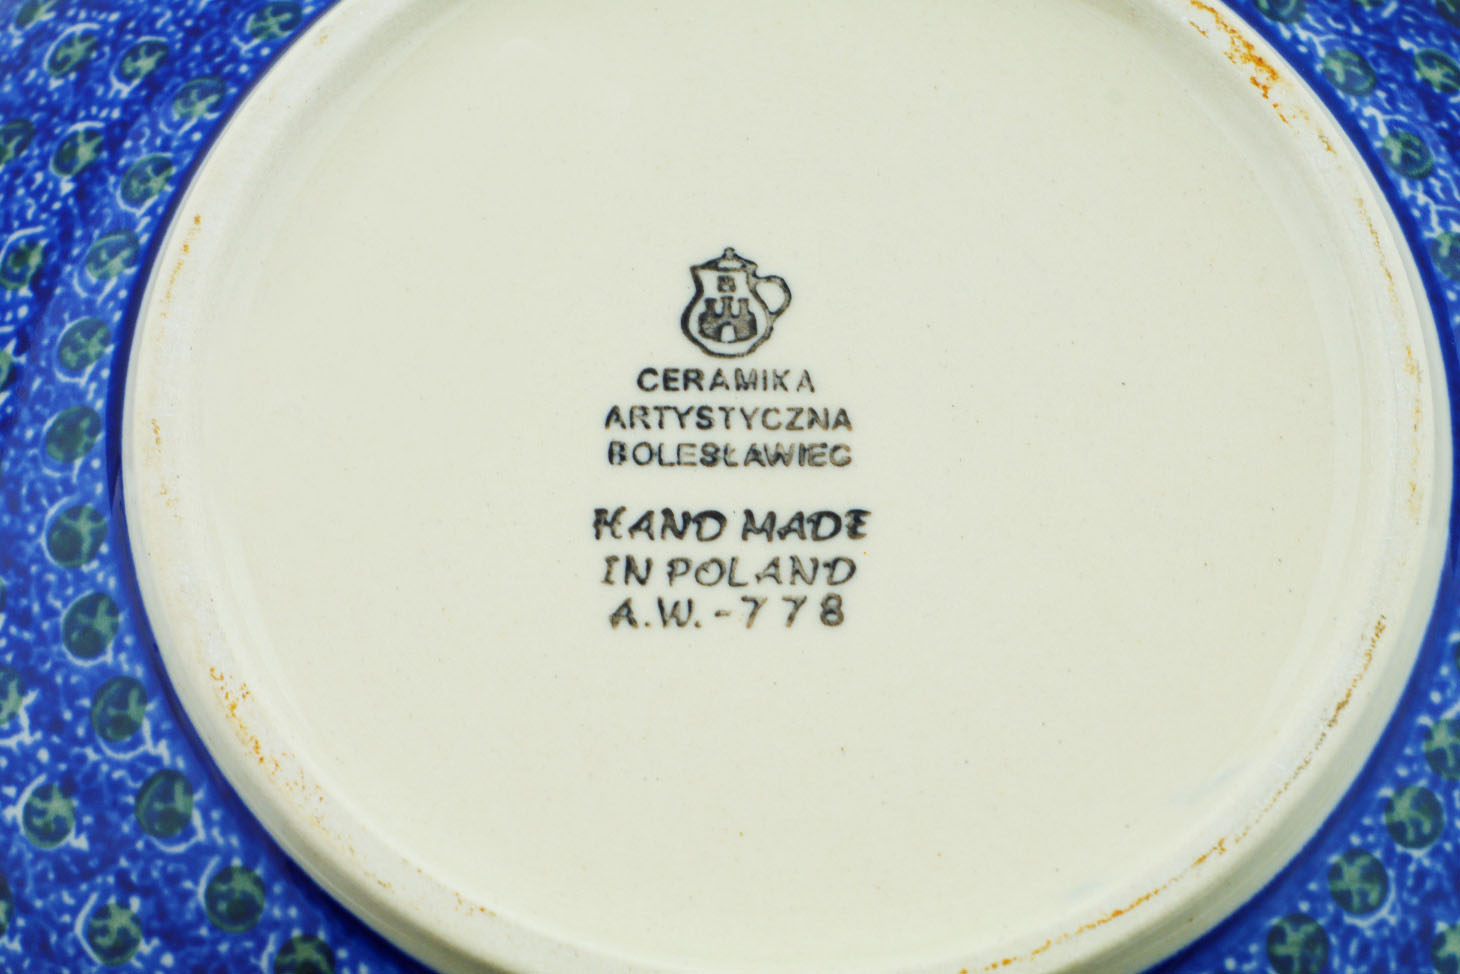 CERAMIKA
ARTYSTYCZNA
BOLESŁAWIEC
HAND MADE
IN POLAND
A.W.-778